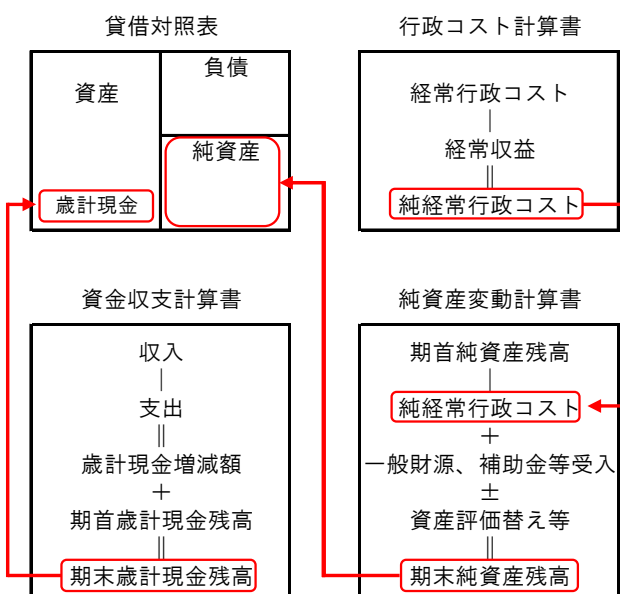 貸借対照表
資産
負債
純資産
歳計現金
行政コスト計算書
経常行政コスト
｜
経常収益
||
純経常行政コスト
資金収支計算書
収入
｜
支出
||
歳計現金増減額
＋
期首歳計現金残高
||
期末歳計現金残高
純資産変動計算書
期首純資産残高
｜
純経常行政コスト
＋
一般財源、補助金等受入
±
資産評価替え等
||
期末純資産残高